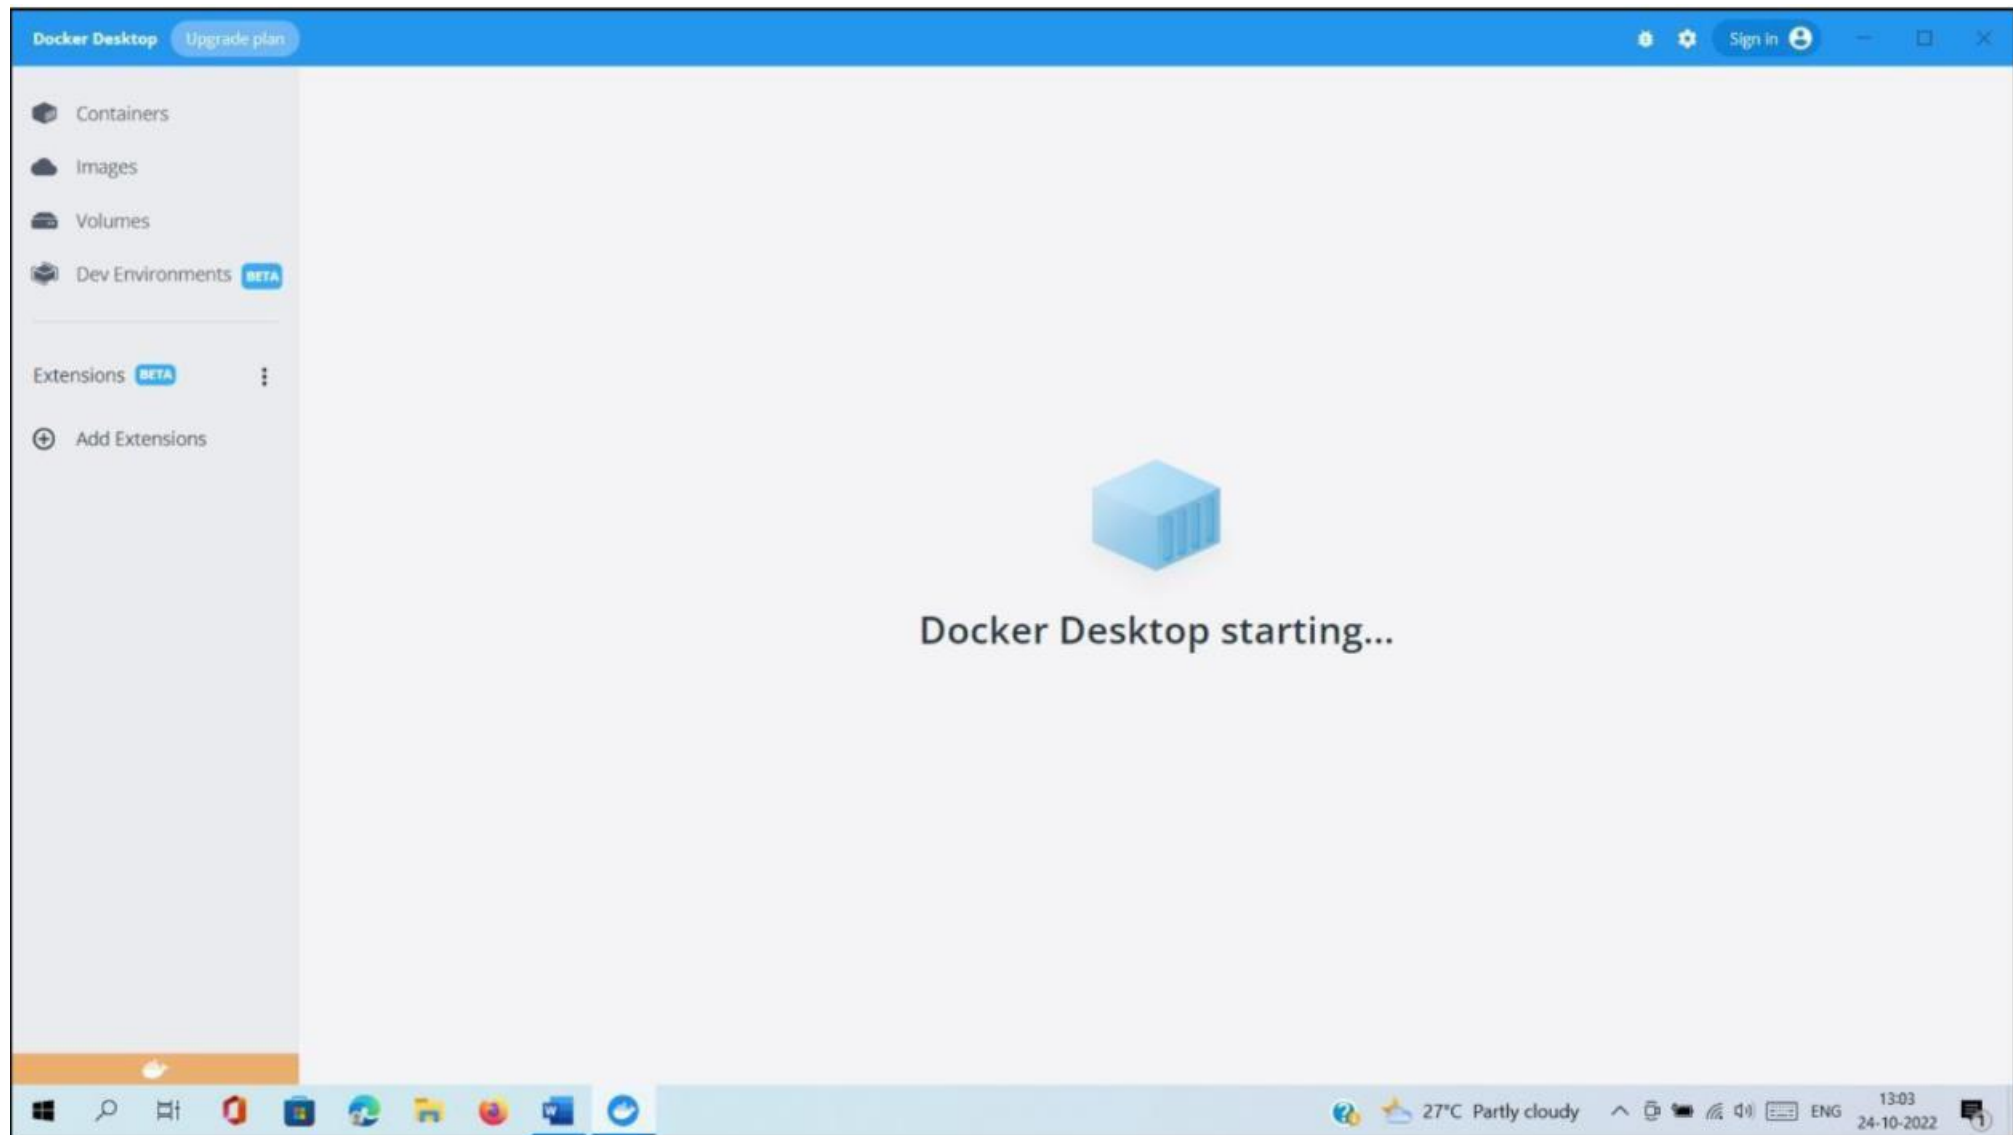 Docker Desktop Upgrade plan Sign in
Containers
Images
Volumes
Dev Environments BETA
Extensions BETA
Add Extensions
Docker Desktop starting...
27°C Partly cloudy ENG 13:03
24-10-2022 1